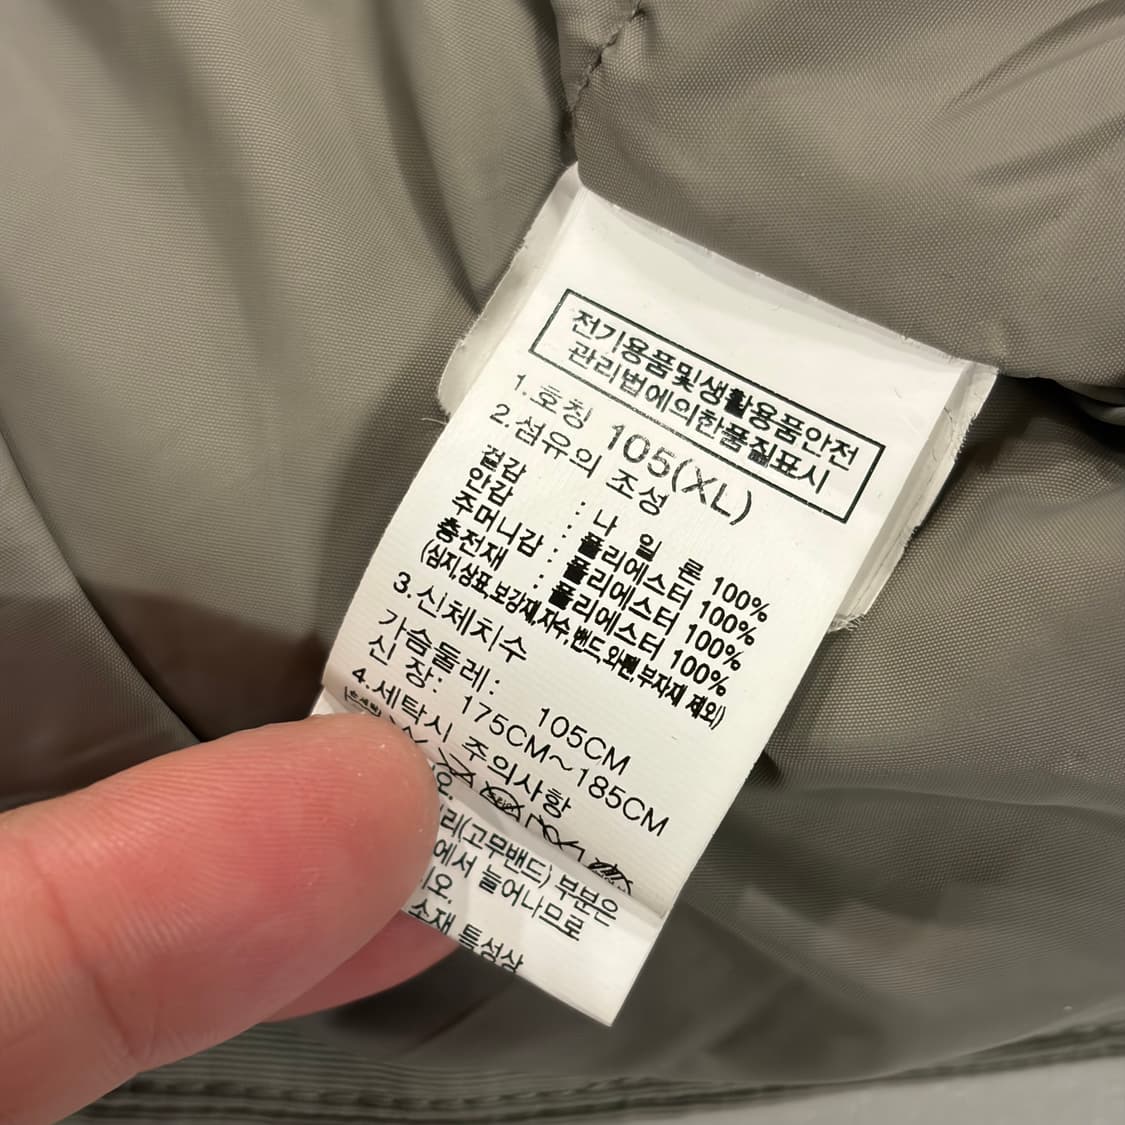 전기용품및생활용품안전
관리법에의한품질표시
1.호칭 105(XL)
2.섬유의 조성
겉감 : 나 일 론 100%
안감 : 폴리에스터 100%
주머니감 : 폴리에스터 100%
충전재 : 폴리에스터 100%
(심지,상표,보강재,자수,밴드,와펜,부자재 제외)
3.신체치수
가슴둘레: 105CM
신 장: 175CM~185CM
4.세탁시 주의사항
오.
리(고무밴드) 부분은
에서 늘어나므로
오.
소재 특성상